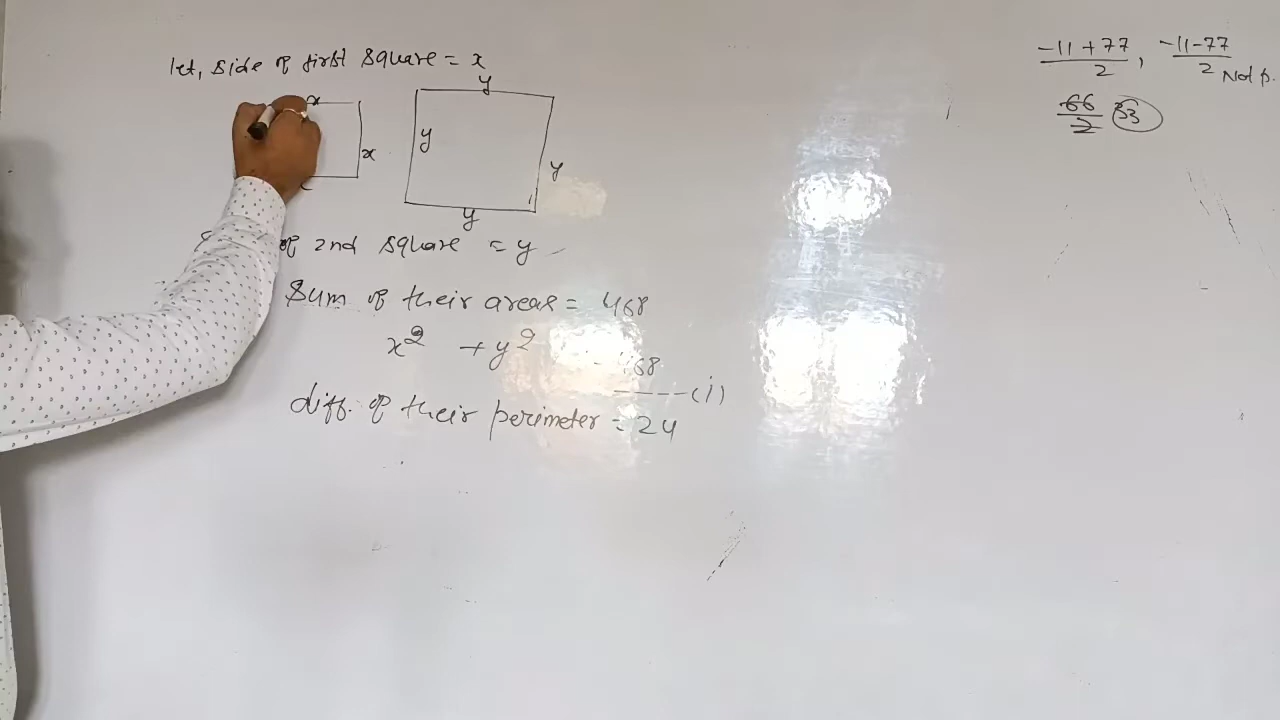 let, side of first square = x
x
x
y
y
y
y
of 2nd square = y
Sum of their areas = 468
x² + y² = 468
----(i)
diff. of their perimeter = 24
-11+77/2, -11-77/2 Not p.
66/2 33